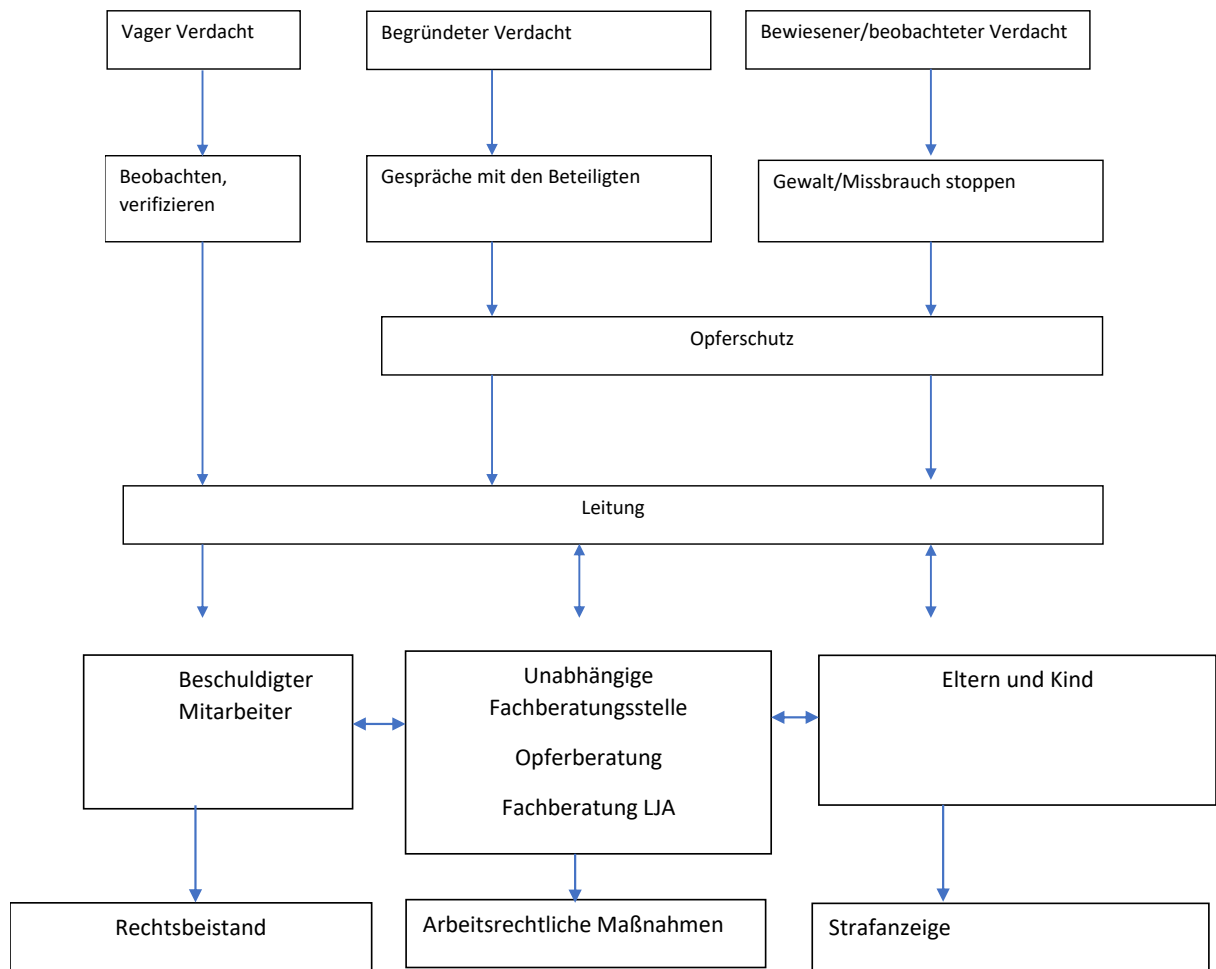 Vager Verdacht
Begründeter Verdacht
Bewiesener/beobachteter Verdacht
Beobachten,
verifizieren
Gespräche mit den Beteiligten
Gewalt/Missbrauch stoppen
Opferschutz
Leitung
Beschuldigter
Mitarbeiter
Unabhängige
Fachberatungsstelle
Opferberatung
Fachberatung LJA
Eltern und Kind
Rechtsbeistand
Arbeitsrechtliche Maßnahmen
Strafanzeige